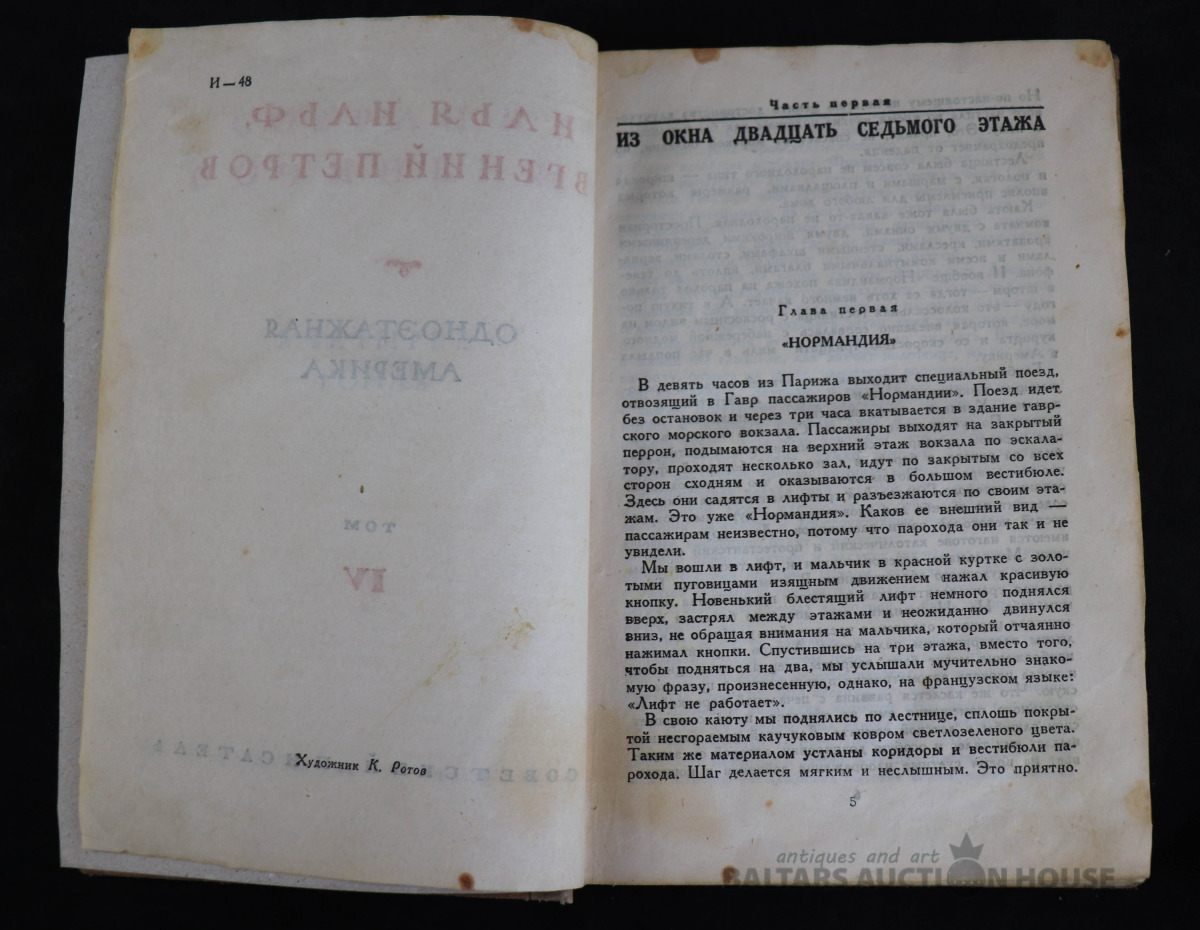 И—48
ИЛЬЯ ИЛЬФ,
ЕВГЕНИЙ ПЕТРОВ
ОДНОЭТАЖНАЯ
АМЕРИКА
ТОМ
IV
Художник К. Ротов
Часть первая
ИЗ ОКНА ДВАДЦАТЬ СЕДЬМОГО ЭТАЖА
Глава первая
«НОРМАНДИЯ»
В девять часов из Парижа выходит специальный поезд,
отвозящий в Гавр пассажиров «Нормандии». Поезд идет
без остановок и через три часа вкатывается в здание гавр-
ского морского вокзала. Пассажиры выходят на закрытый
перрон, подымаются на верхний этаж вокзала по эскала-
тору, проходят несколько зал, идут по закрытым со всех
сторон сходням и оказываются в большом вестибюле.
Здесь они садятся в лифты и разъезжаются по своим эта-
жам. Это уже «Нормандия». Каков ее внешний вид —
пассажирам неизвестно, потому что парохода они так и не
увидели.
Мы вошли в лифт, и мальчик в красной куртке с золо-
тыми пуговицами изящным движением нажал красивую
кнопку. Новенький блестящий лифт немного поднялся
вверх, застрял между этажами и неожиданно двинулся
вниз, не обращая внимания на мальчика, который отчаянно
нажимал кнопки. Спустившись на три этажа, вместо того,
чтобы подняться на два, мы услышали мучительно знако-
мую фразу, произнесенную, однако, на французском языке:
«Лифт не работает».
В свою каюту мы поднялись по лестнице, сплошь покры-
той несгораемым каучуковым ковром светлозеленого цвета.
Таким же материалом устланы коридоры и вестибюли па-
рохода. Шаг делается мягким и неслышным. Это приятно.
5
antiques and art
BALTARS AUCTION HOUSE